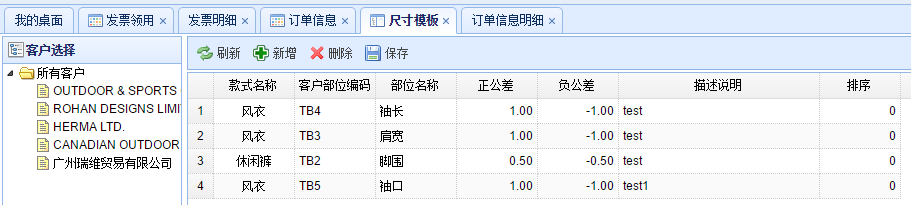 我的桌面 发票领用 发票明细 订单信息 尺寸模板 订单信息明细
客户选择
所有客户
OUTDOOR & SPORTS
ROHAN DESIGNS LIMI
HERMA LTD.
CANADIAN OUTDOOR
广州瑞维贸易有限公司
刷新 新增 删除 保存
款式名称 客户部位编码 部位名称 正公差 负公差 描述说明 排序
1 风衣 TB4 袖长 1.00 -1.00 test 0
2 风衣 TB3 肩宽 1.00 -1.00 test 0
3 休闲裤 TB2 脚围 0.50 -0.50 test 0
4 风衣 TB5 袖口 1.00 -1.00 test1 0